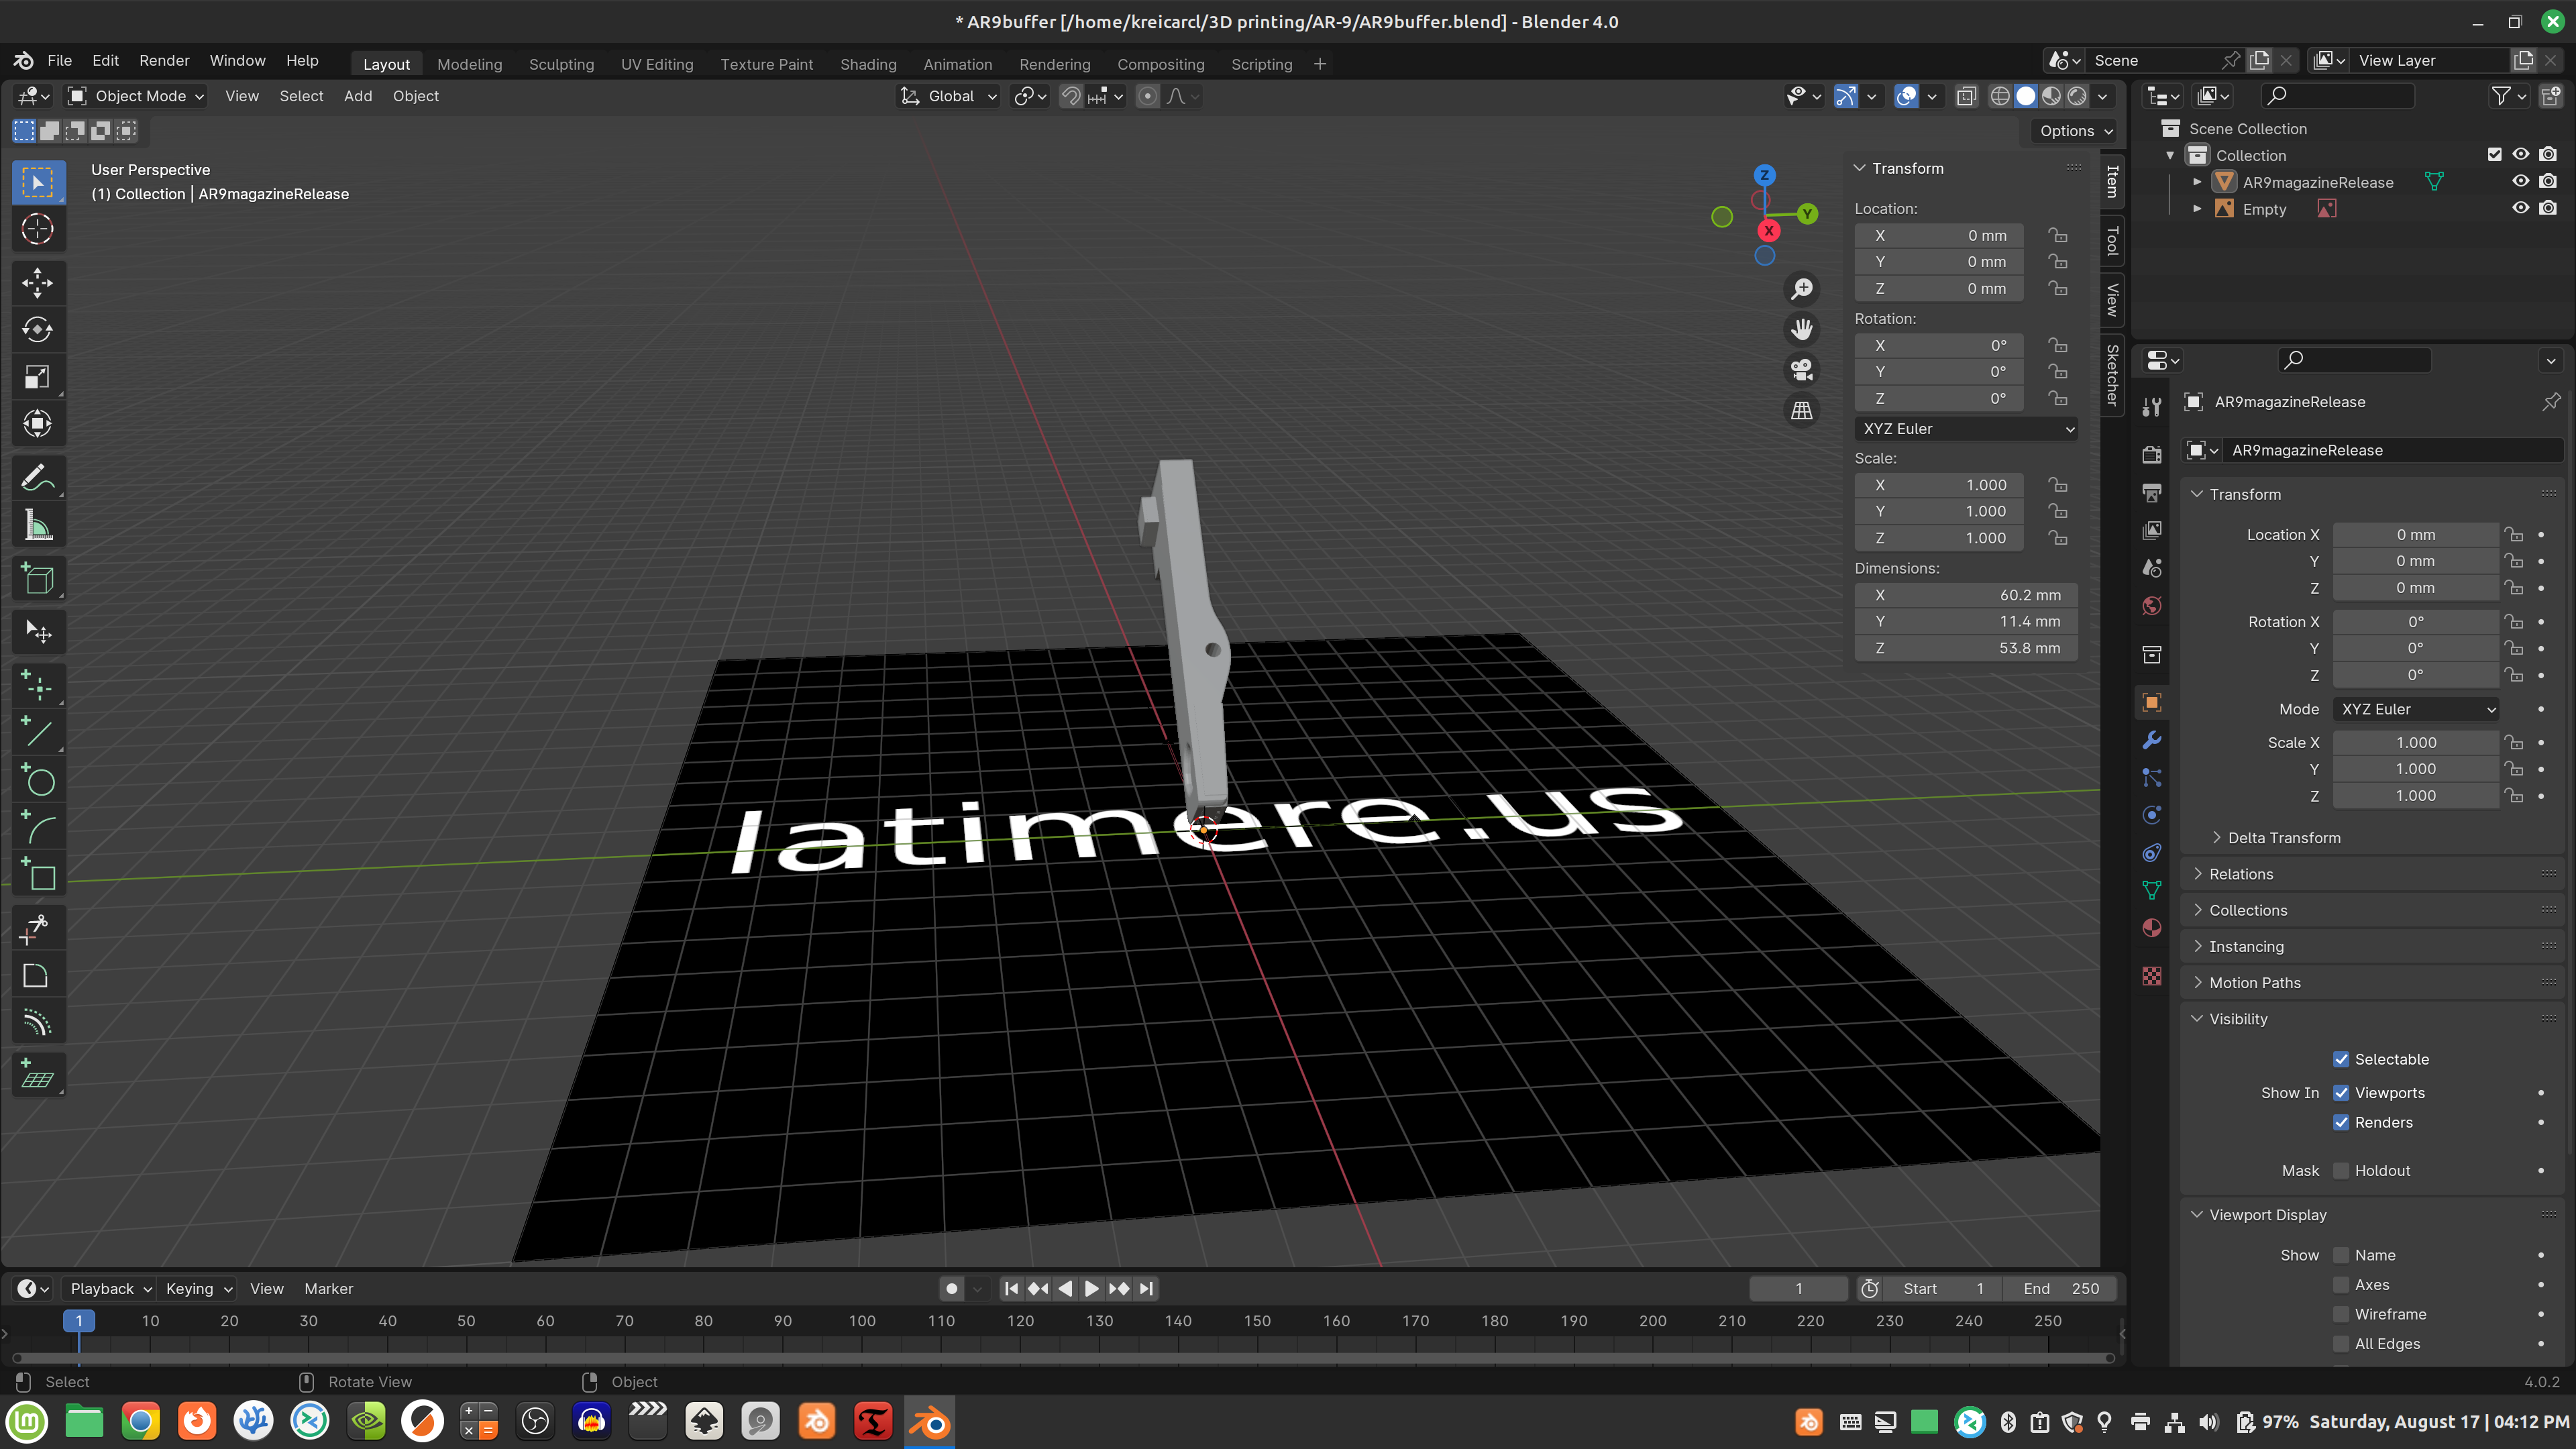 * AR9buffer [/home/kreicarcl/3D printing/AR-9/AR9buffer.blend] - Blender 4.0
File Edit Render Window Help Layout Modeling Sculpting UV Editing Texture Paint Shading Animation Rendering Compositing Scripting + Scene View Layer
Object Mode View Select Add Object Global
Options
User Perspective
(1) Collection | AR9magazineRelease
Z
Y
X
Transform
Location:
X 0 mm
Y 0 mm
Z 0 mm
Rotation:
X 0°
Y 0°
Z 0°
XYZ Euler
Scale:
X 1.000
Y 1.000
Z 1.000
Dimensions:
X 60.2 mm
Y 11.4 mm
Z 53.8 mm
Item
Tool
View
Sketcher
latimere.us
Scene Collection
Collection
AR9magazineRelease
Empty
AR9magazineRelease
AR9magazineRelease
Transform
Location X 0 mm
Y 0 mm
Z 0 mm
Rotation X 0°
Y 0°
Z 0°
Mode XYZ Euler
Scale X 1.000
Y 1.000
Z 1.000
Delta Transform
Relations
Collections
Instancing
Motion Paths
Visibility
Selectable
Show In Viewports
Renders
Mask Holdout
Viewport Display
Show Name
Axes
Wireframe
All Edges
Playback Keying View Marker 1 Start 1 End 250
1 10 20 30 40 50 60 70 80 90 100 110 120 130 140 150 160 170 180 190 200 210 220 230 240 250
Select Rotate View Object 4.0.2
97% Saturday, August 17 | 04:12 PM